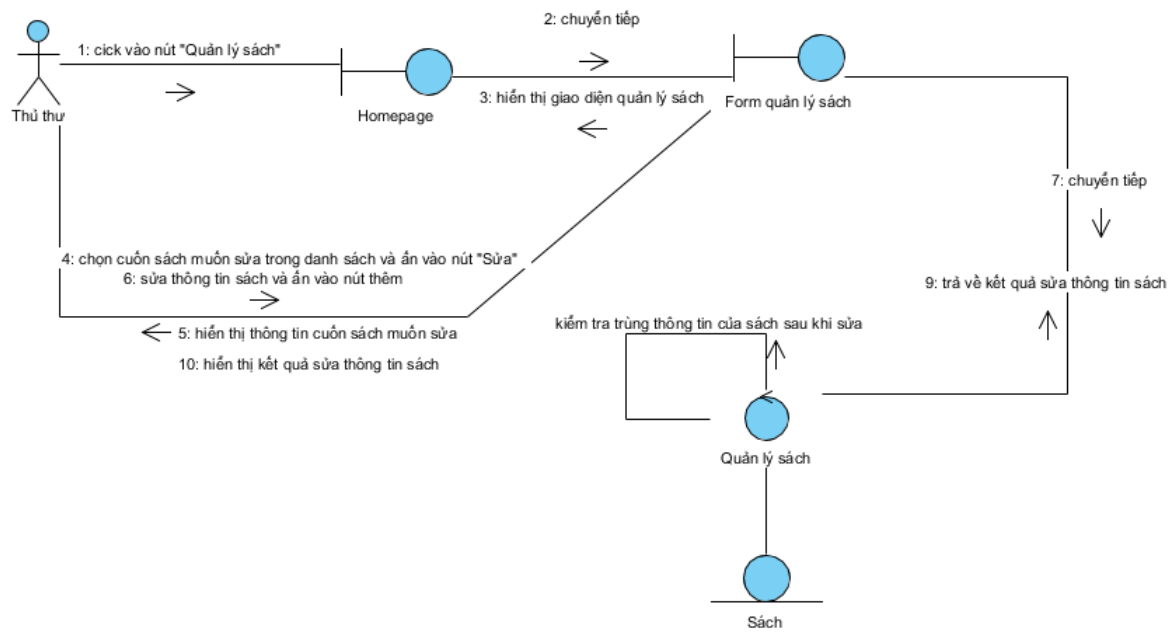 2: chuyển tiếp
1: cick vào nút "Quản lý sách"
3: hiển thị giao diện quản lý sách
Thủ thư
Homepage
Form quản lý sách
7: chuyển tiếp
4: chọn cuốn sách muốn sửa trong danh sách và ấn vào nút "Sửa"
6: sửa thông tin sách và ấn vào nút thêm
9: trả về kết quả sửa thông tin sách
5: hiển thị thông tin cuốn sách muốn sửa
kiểm tra trùng thông tin của sách sau khi sửa
10: hiển thị kết quả sửa thông tin sách
Quản lý sách
Sách